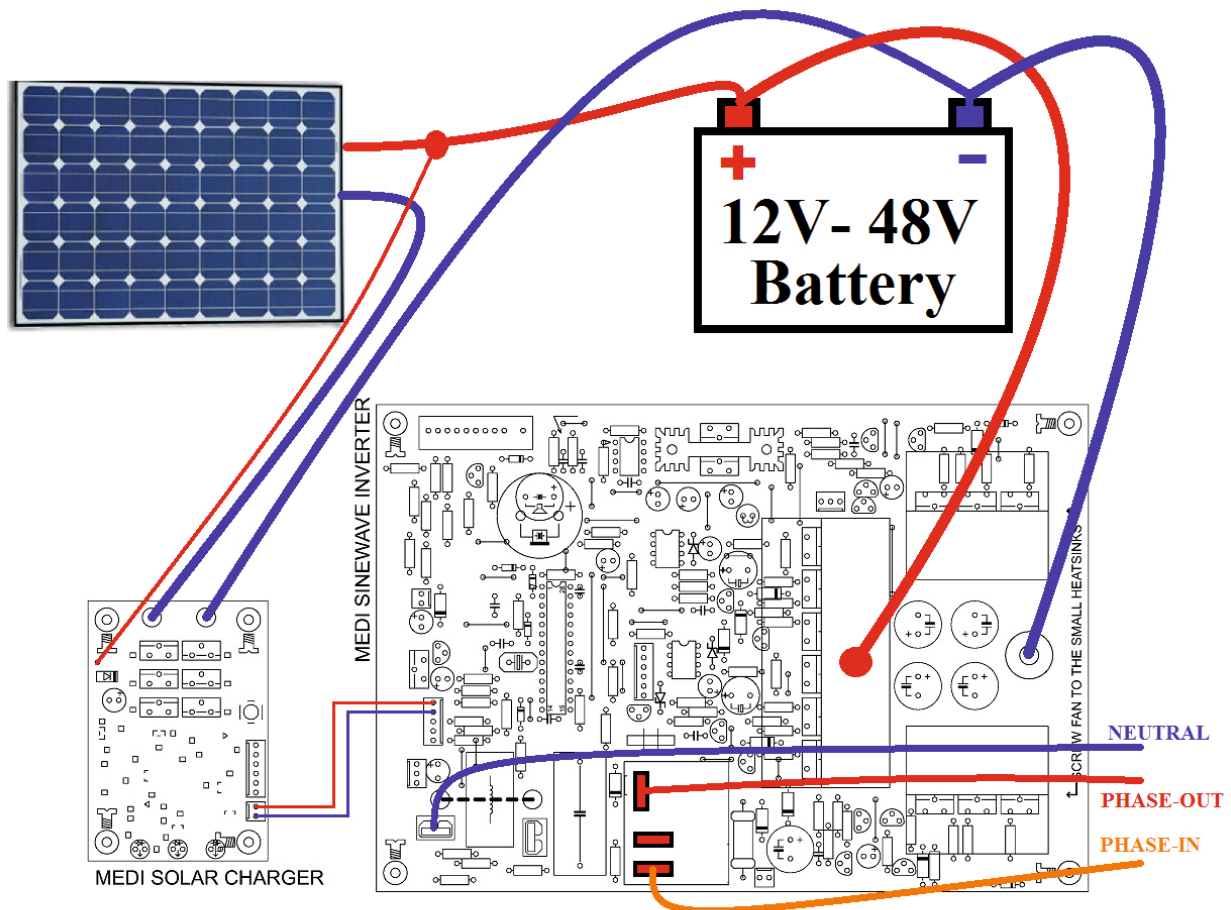 +
-
12V- 48V
Battery
MEDI SINEWAVE INVERTER
SCREW FAN TO THE SMALL HEATSINKS
NEUTRAL
PHASE-OUT
PHASE-IN
MEDI SOLAR CHARGER